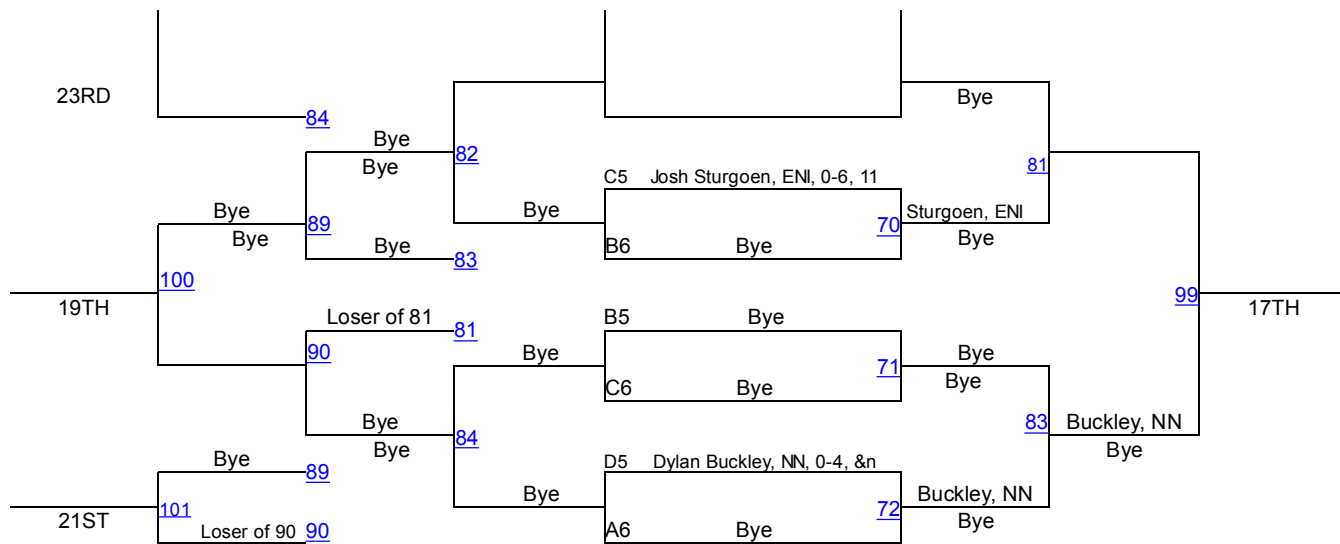 23RD
Bye
84
Bye
Bye
82
81
C5 Josh Sturgoen, ENI, 0-6, 11
Bye
Bye
Sturgoen, ENI
Bye
89
70
Bye
Bye
B6
Bye
83
100
99
19TH
17TH
Loser of 81
81
B5
Bye
90
Bye
71
Bye
C6
Bye
Bye
Bye
84
83
Buckley, NN
Bye
Bye
Bye
89
D5 Dylan Buckley, NN, 0-4, &n
Bye
Buckley, NN
101
72
21ST
Bye
Loser of 90
90
A6
Bye